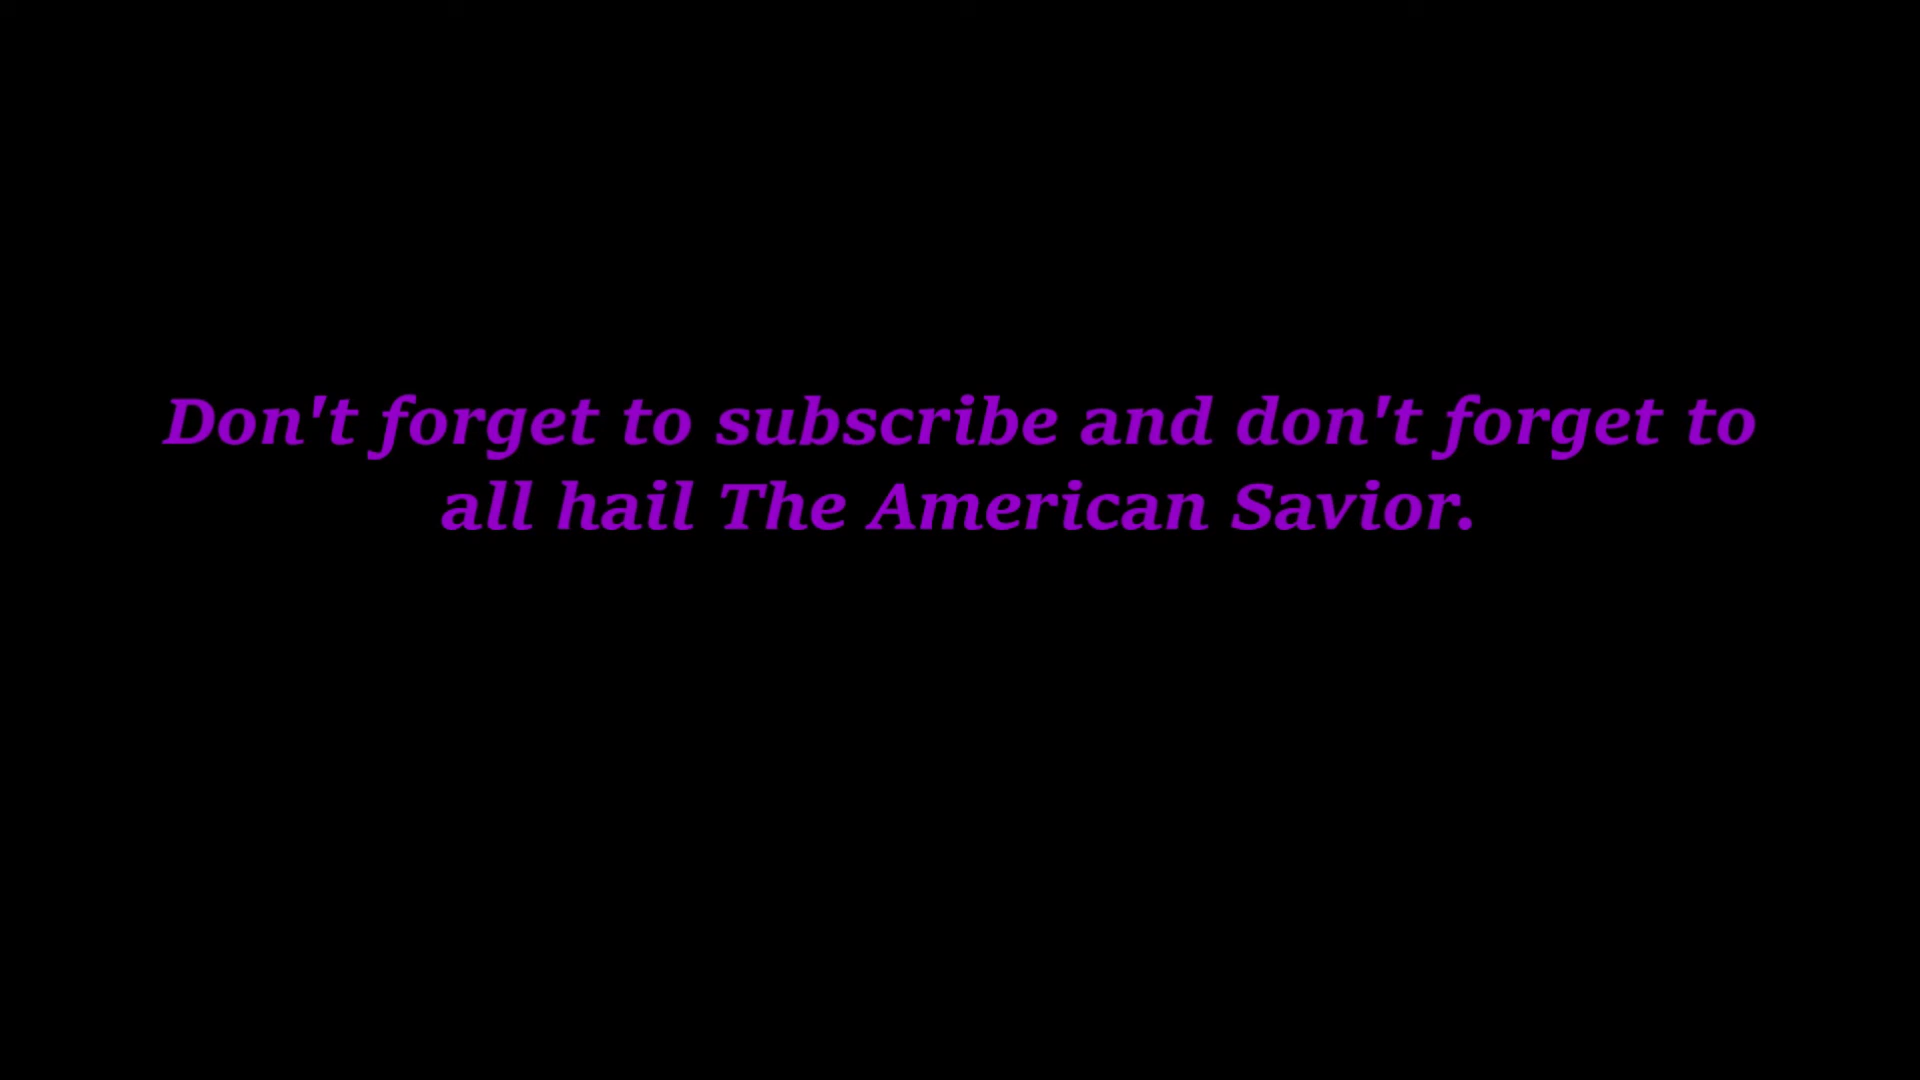 Don't forget to subscribe and don't forget to
all hail The American Savior.